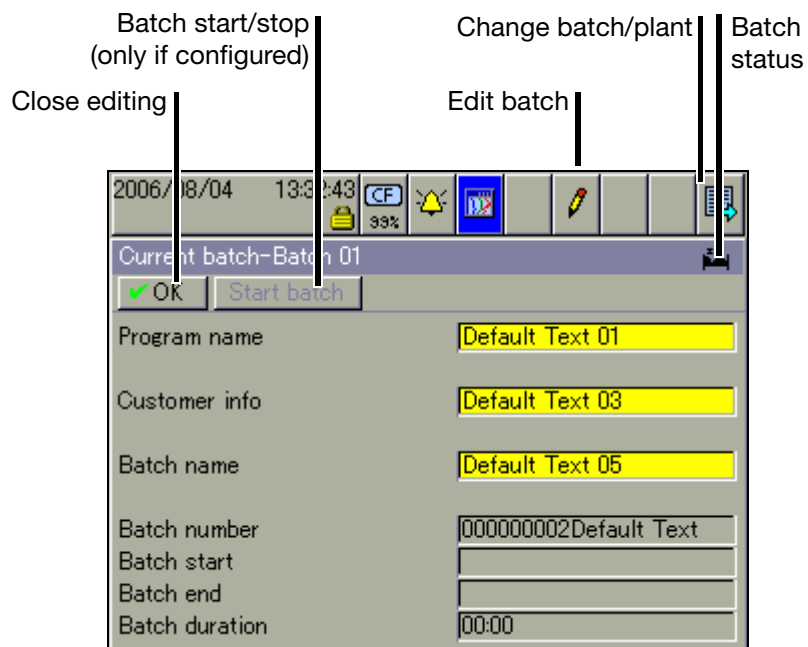 Batch start/stop
(only if configured)
Change batch/plant
Batch
status
Close editing
Edit batch
2006/08/04 13:32:43
CF
99%
Current batch-Batch 01
OK Start batch
Program name Default Text 01
Customer info Default Text 03
Batch name Default Text 05
Batch number 000000002Default Text
Batch start
Batch end
Batch duration 00:00